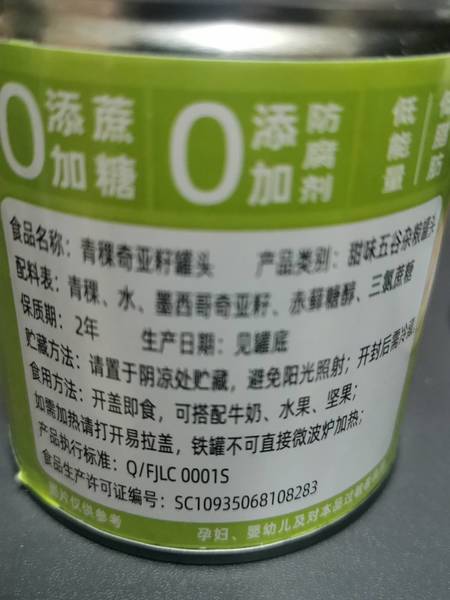 0添加蔗糖 0添加防腐剂 低能量
食品名称：青稞奇亚籽罐头 产品类别：甜味五谷杂粮罐头
配料表：青稞、水、墨西哥奇亚籽、赤藓糖醇、三氯蔗糖
保质期：2年 生产日期：见罐底
贮藏方法：请置于阴凉处贮藏，避免阳光照射；开封后需冷藏
食用方法：开盖即食，可搭配牛奶、水果、坚果；
如需加热请打开易拉盖，铁罐不可直接微波炉加热；
产品执行标准：Q/FJLC 0001S
食品生产许可证编号：SC10935068108283
图片仅供参考 孕妇、婴幼儿及对本品过敏者